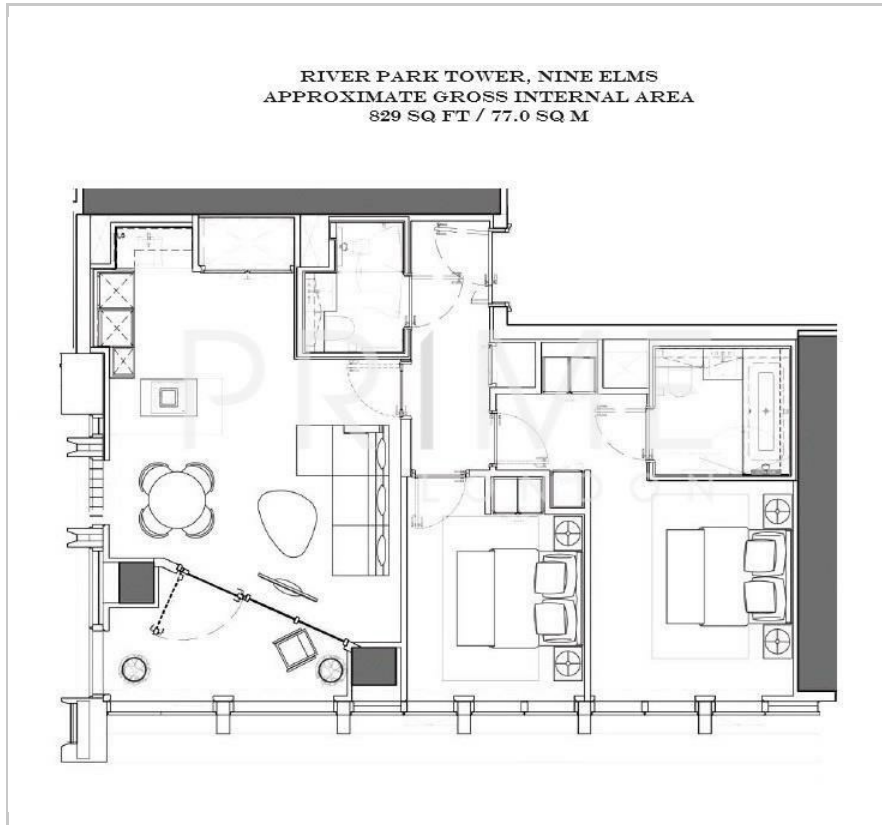 RIVER PARK TOWER, NINE ELMS
APPROXIMATE GROSS INTERNAL AREA
829 SQ FT / 77.0 SQ M
PRIME
LONDON